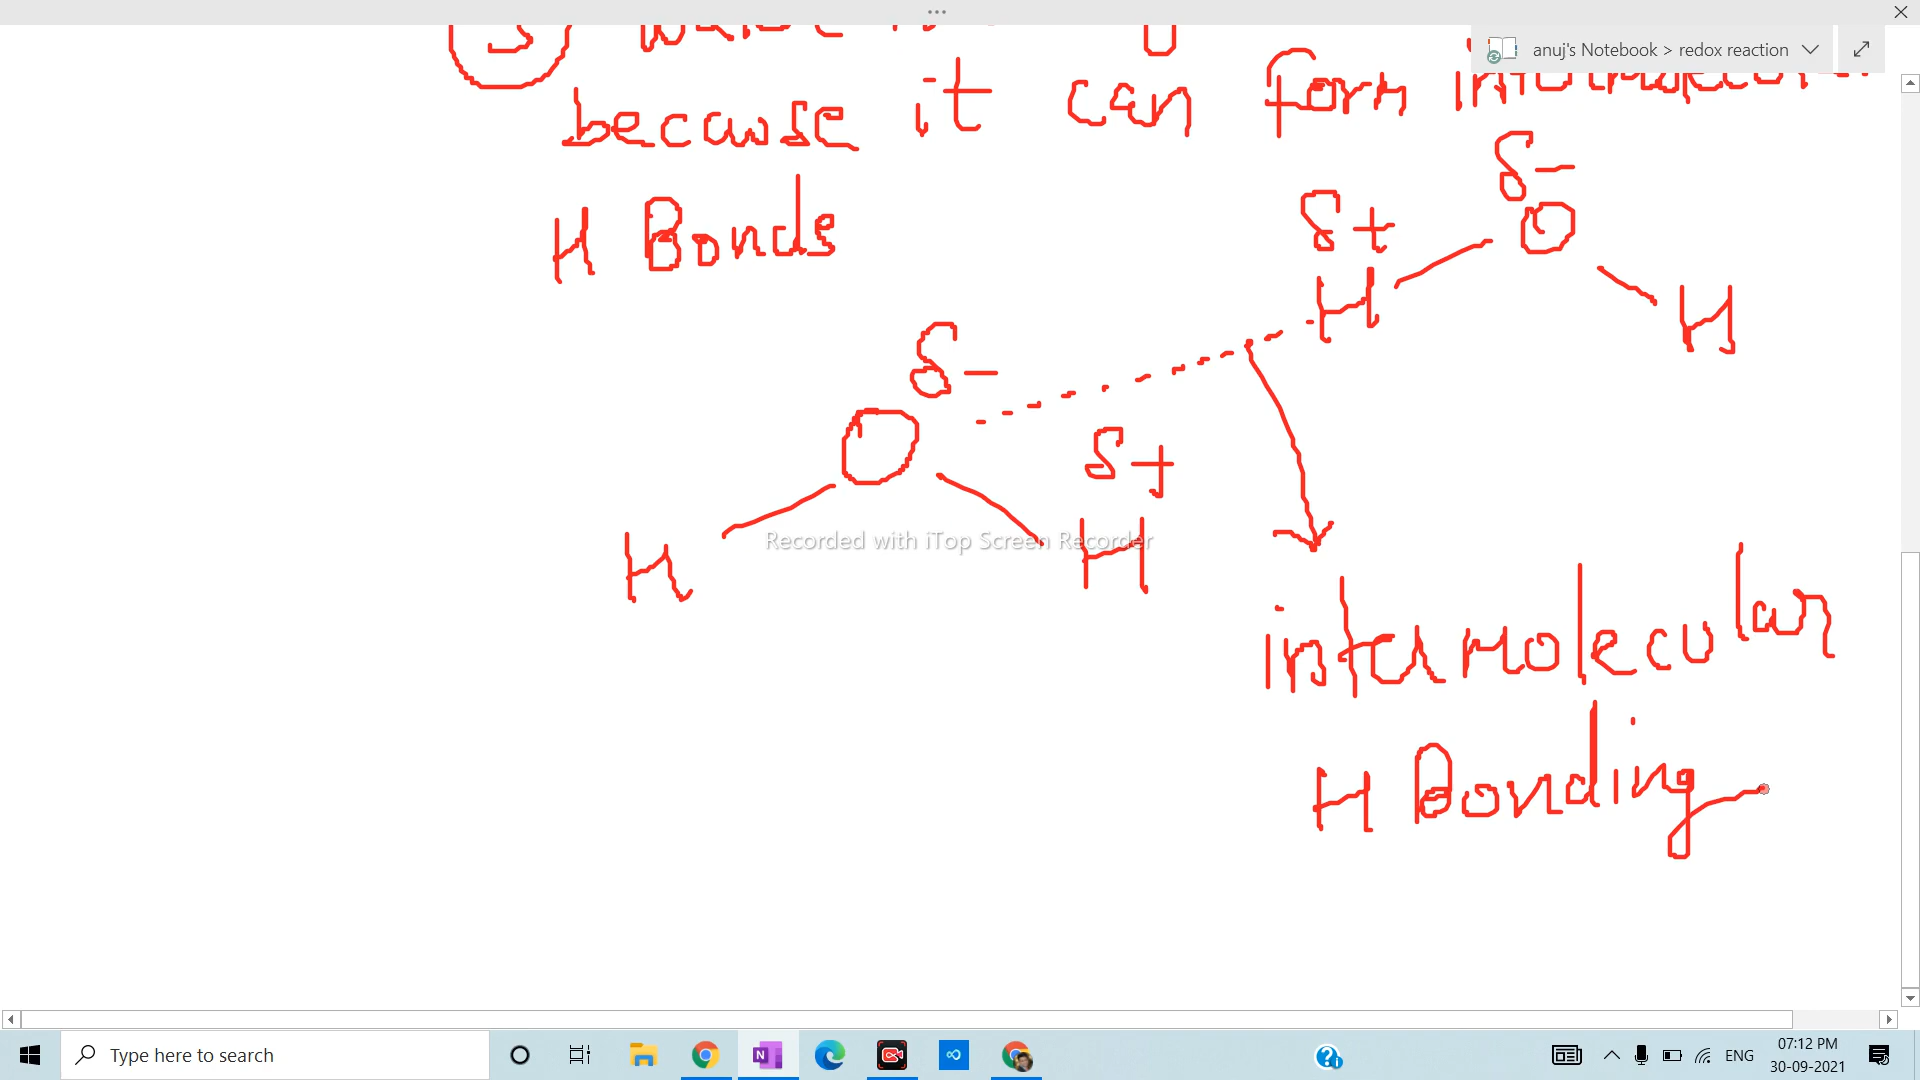 anuj's Notebook > redox reaction
because it can form
H Bonds
δ-
δ+
O
H
H
δ-
O
δ+
H
H
Recorded with iTop Screen Recorder
intermolecular
H Bonding
Type here to search
ENG
07:12 PM
30-09-2021